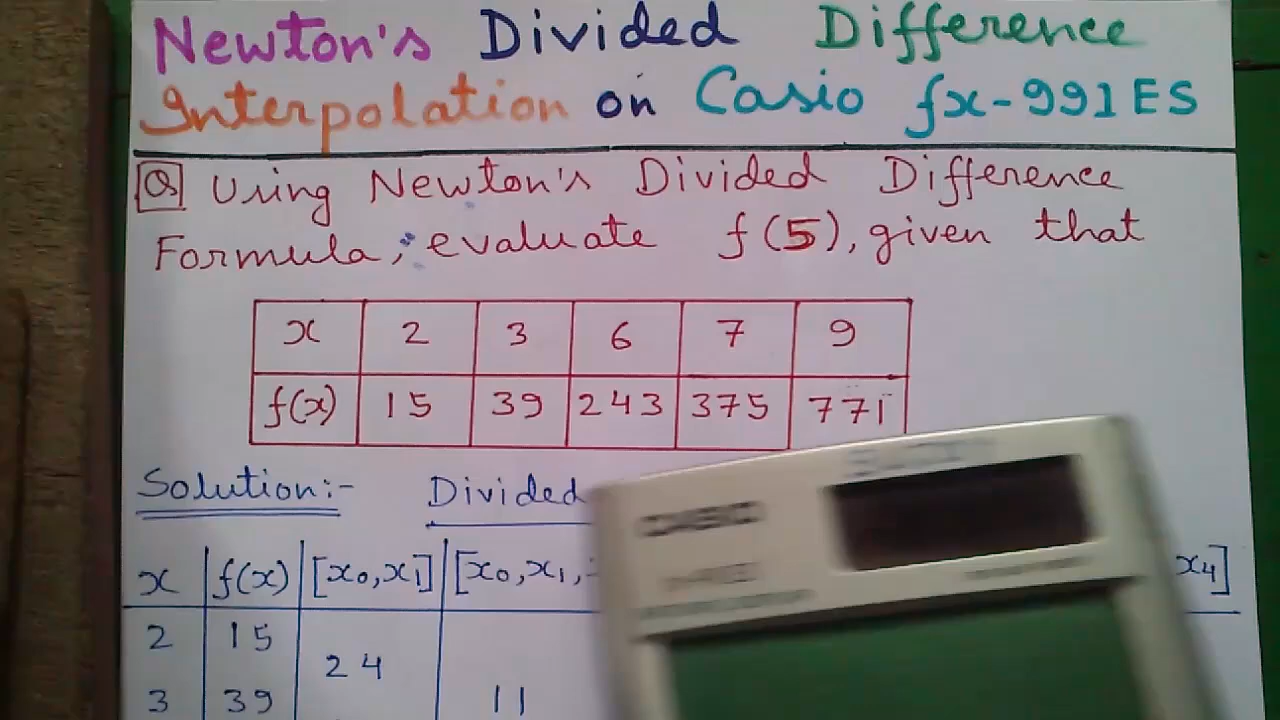 Newton's Divided Difference
Interpolation on Casio fx-991ES
Q Using Newton's Divided Difference
Formula, evaluate f(5), given that
x 2 3 6 7 9
f(x) 15 39 243 375 771
Solution:- Divided
CASIO
x f(x) [x0,x1] [x0,x1, x4]
2 15
24
3 39 11